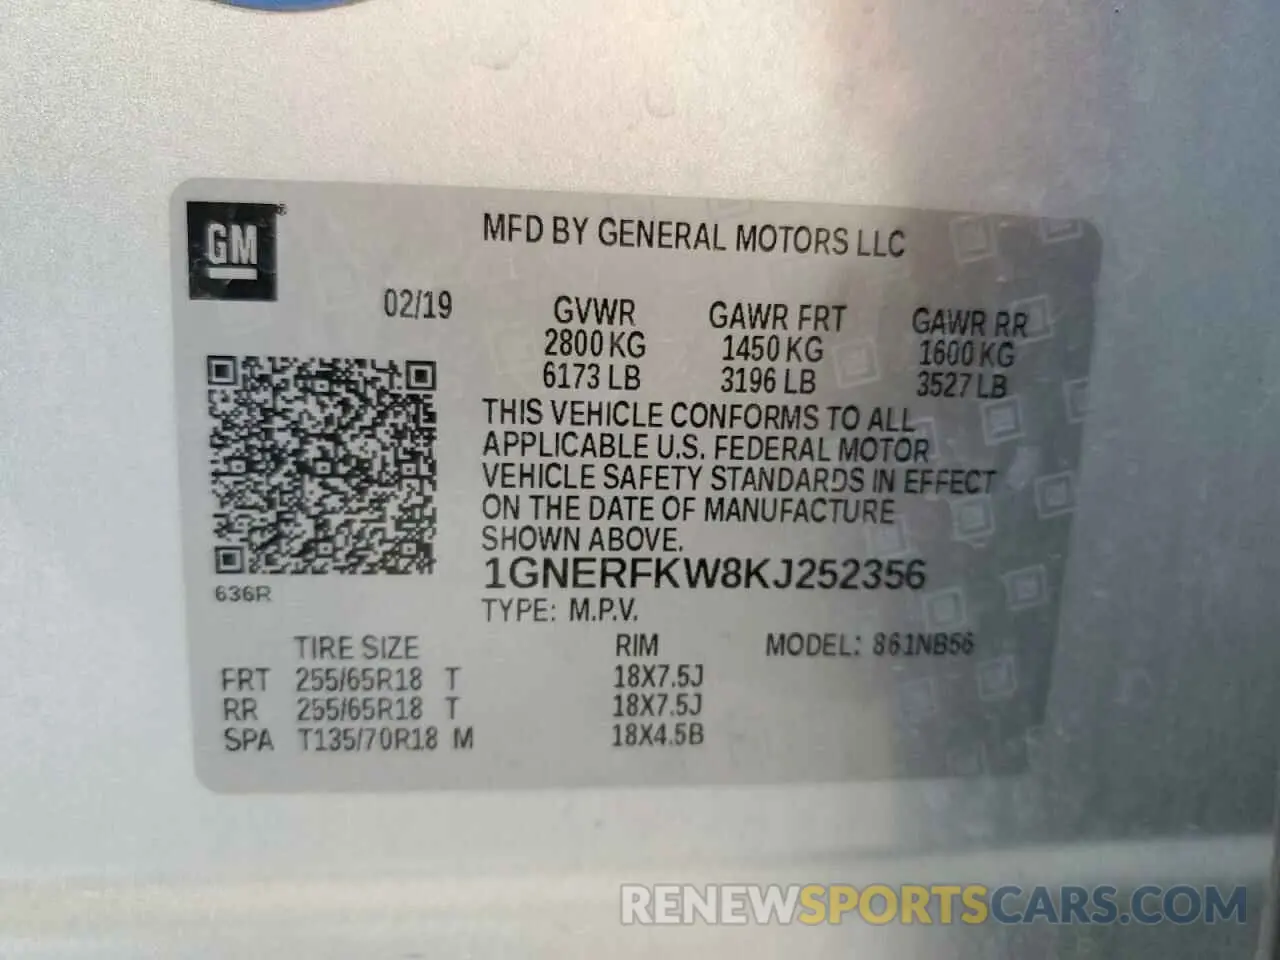 GM®
MFD BY GENERAL MOTORS LLC
02/19
GVWR GAWR FRT GAWR RR
2800 KG 1450 KG 1600 KG
6173 LB 3196 LB 3527 LB
THIS VEHICLE CONFORMS TO ALL
APPLICABLE U.S. FEDERAL MOTOR
VEHICLE SAFETY STANDARDS IN EFFECT
ON THE DATE OF MANUFACTURE
SHOWN ABOVE.
1GNERFKW8KJ252356
636R
TYPE: M.P.V.
TIRE SIZE RIM MODEL: 861NB56
FRT 255/65R18 T 18X7.5J
RR 255/65R18 T 18X7.5J
SPA T135/70R18 M 18X4.5B
RENEWSPORTSCARS.COM